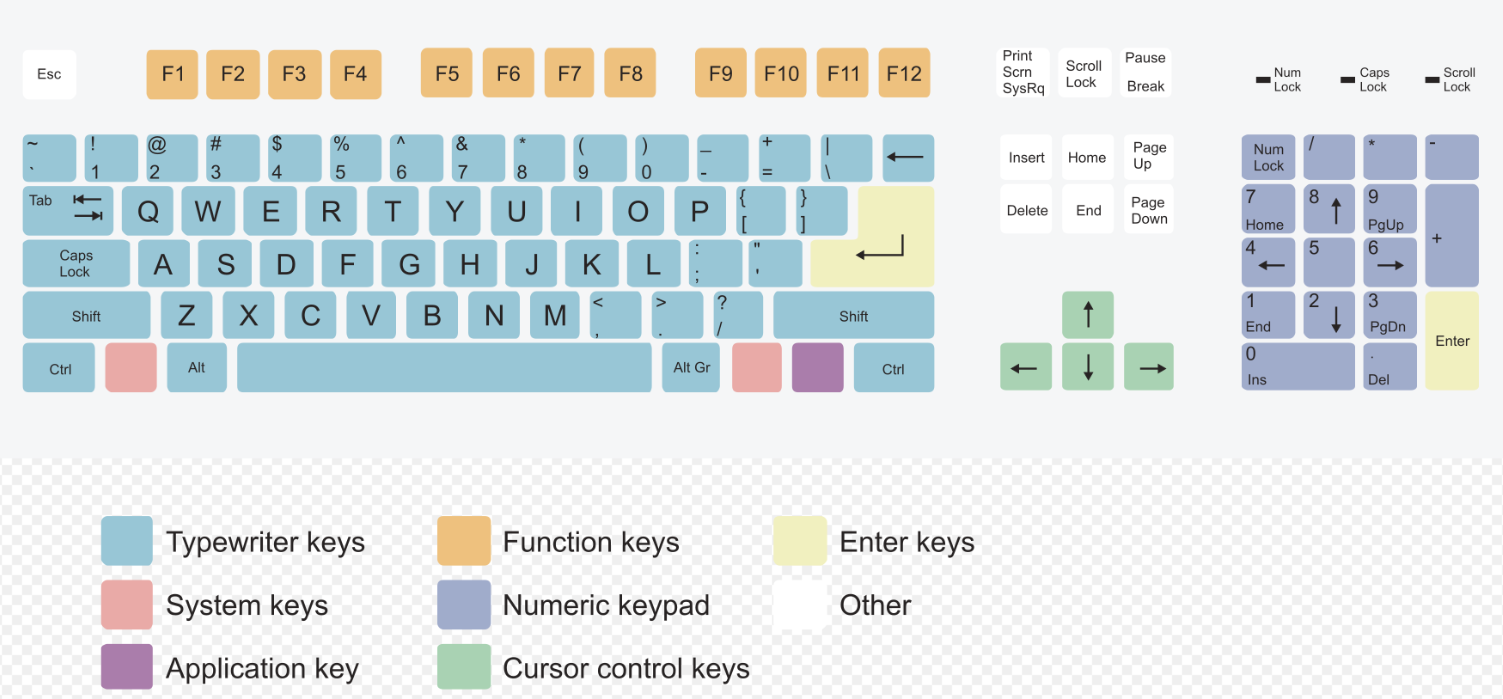 Esc F1 F2 F3 F4 F5 F6 F7 F8 F9 F10 F11 F12
Print
Scrn
SysRq
Scroll
Lock
Pause
Break
Num
Lock
Caps
Lock
Scroll
Lock
~ ! @ # $ % ^ & * ( ) _ + |
` 1 2 3 4 5 6 7 8 9 0 - = \
Insert Home
Page
Up
Num
Lock
/ * -
Tab Q W E R T Y U I O P { }
[ ]
Delete End
Page
Down
7 8 9
Home PgUp
+
Caps
Lock
A S D F G H J K L : "
; '
4 5 6
Shift Z X C V B N M < > ? Shift
, . /
1 2 3
End PgDn
Enter
Ctrl Alt Alt Gr Ctrl
0 .
Ins Del
Typewriter keys
Function keys
Enter keys
System keys
Numeric keypad
Other
Application key
Cursor control keys